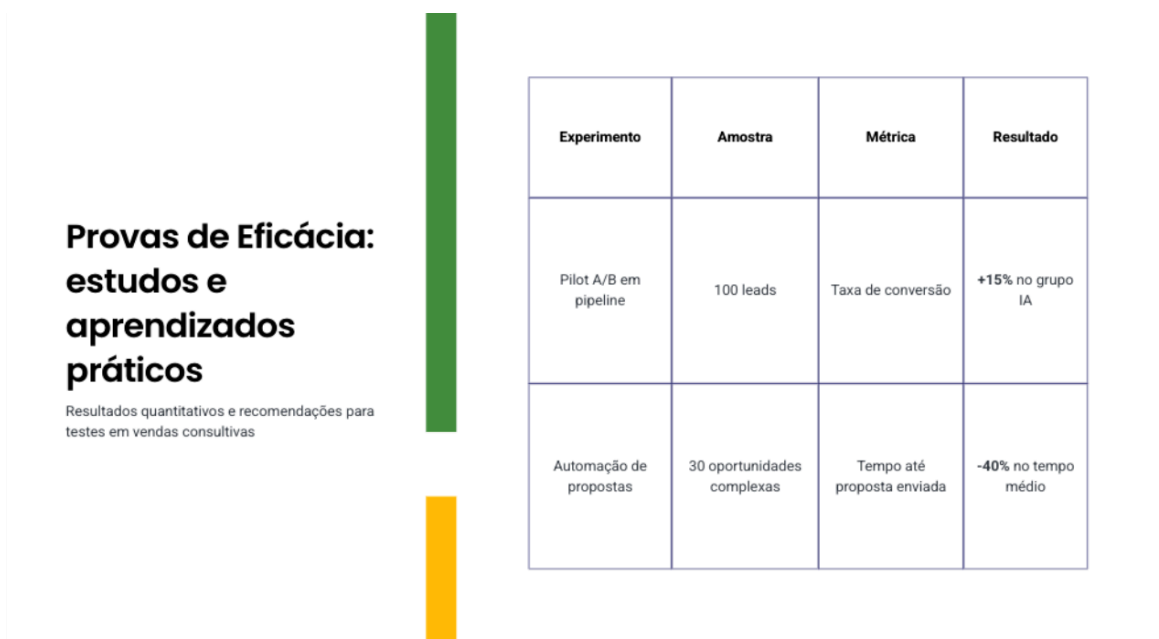 Provas de Eficácia:
estudos e
aprendizados
práticos
Resultados quantitativos e recomendações para
testes em vendas consultivas
Experimento
Amostra
Métrica
Resultado
Pilot A/B em
pipeline
100 leads
Taxa de conversão
+15% no grupo
IA
Automação de
propostas
30 oportunidades
complexas
Tempo até
proposta enviada
-40% no tempo
médio